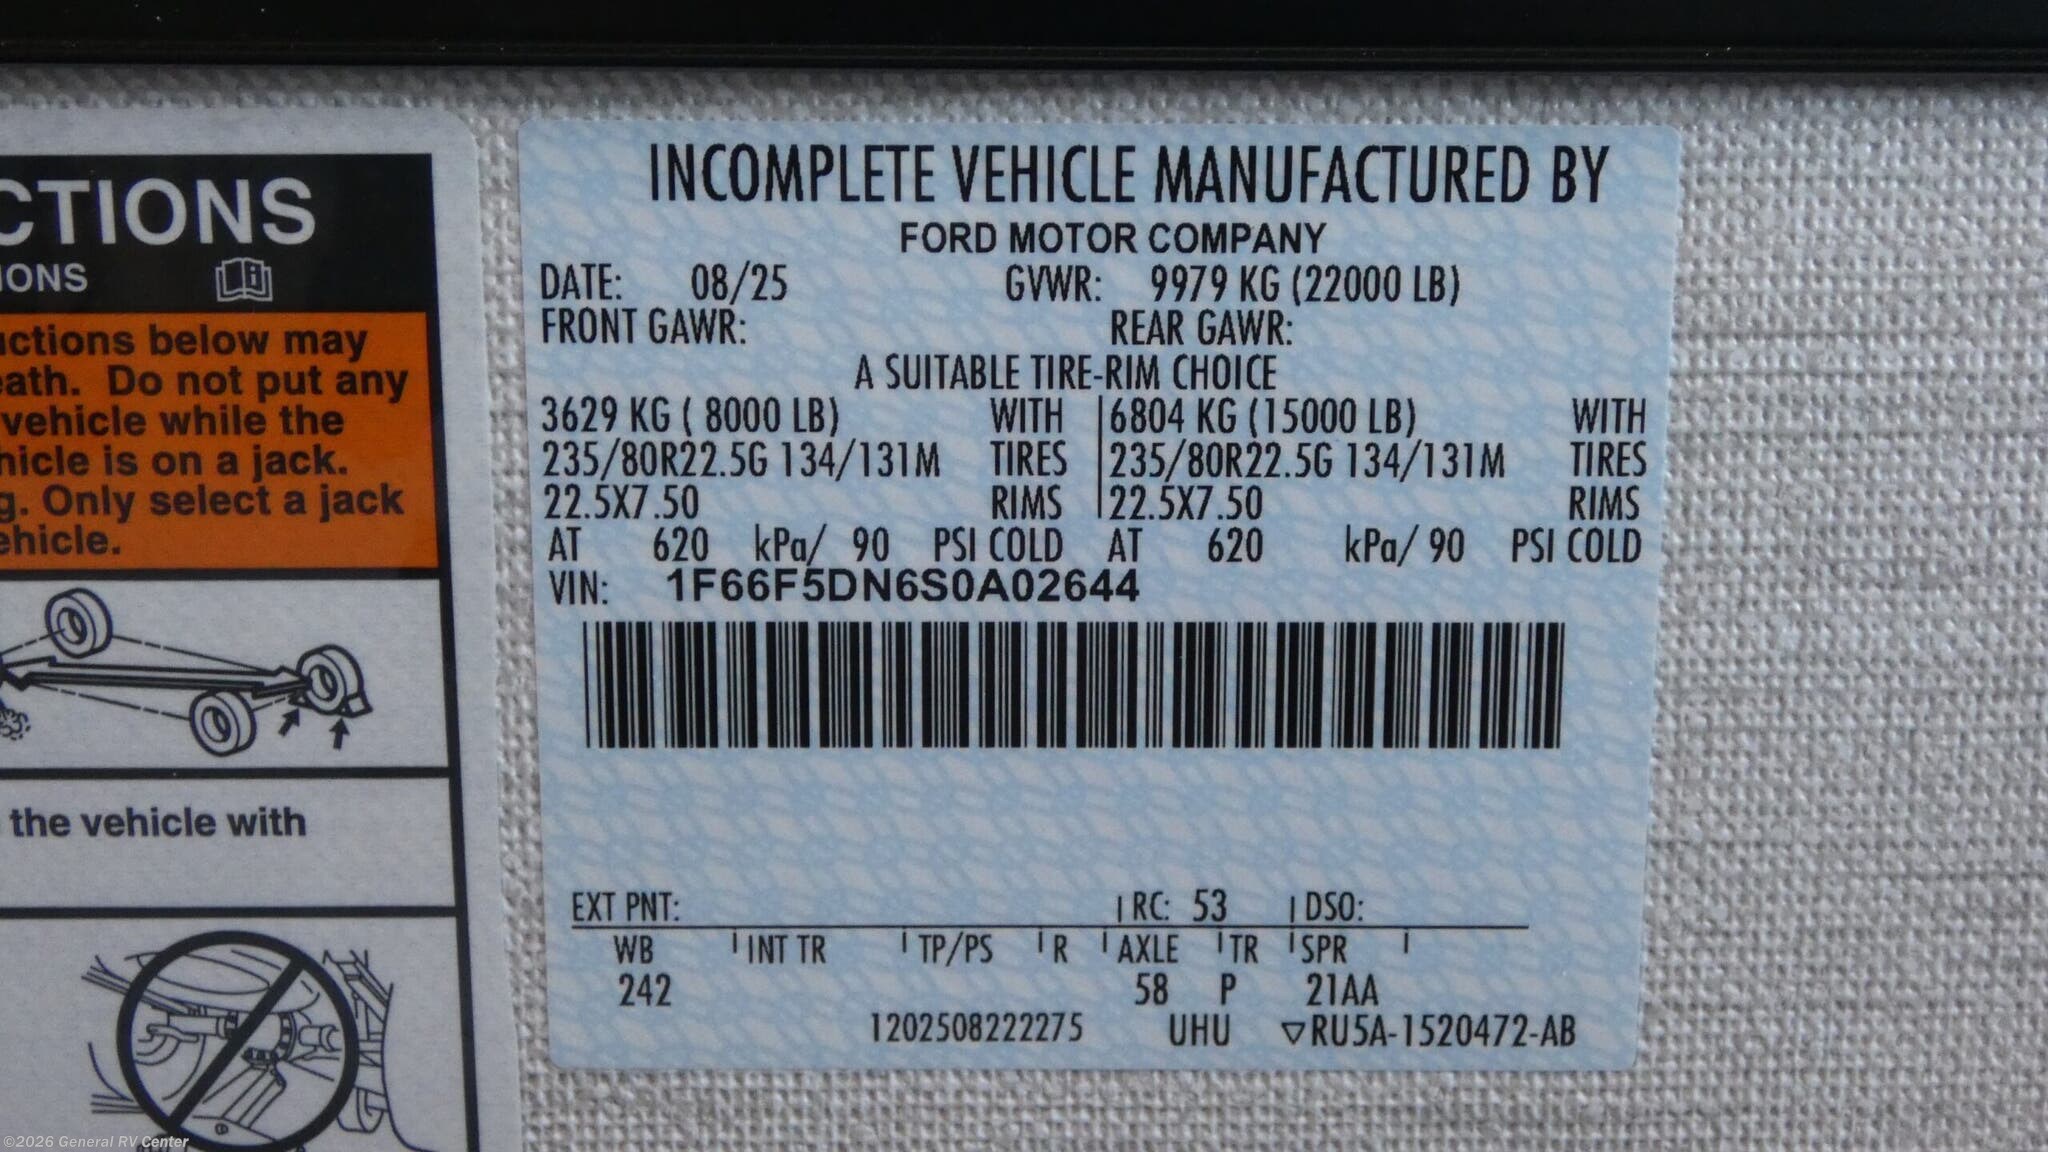 CTIONS
IONS
uctions below may
eath. Do not put any
vehicle while the
hicle is on a jack.
g. Only select a jack
ehicle.
the vehicle with
INCOMPLETE VEHICLE MANUFACTURED BY
FORD MOTOR COMPANY
DATE: 08/25 GVWR: 9979 KG (22000 LB)
FRONT GAWR: REAR GAWR:
A SUITABLE TIRE-RIM CHOICE
3629 KG ( 8000 LB) WITH 6804 KG (15000 LB) WITH
235/80R22.5G 134/131M TIRES 235/80R22.5G 134/131M TIRES
22.5X7.50 RIMS 22.5X7.50 RIMS
AT 620 kPa/ 90 PSI COLD AT 620 kPa/ 90 PSI COLD
VIN: 1F66F5DN6S0A02644
EXT PNT: RC: 53 DSO:
WB INT TR TP/PS R AXLE TR SPR
242 58 P 21AA
1202508222275 UHU ▽RU5A-1520472-AB
©2026 General RV Center